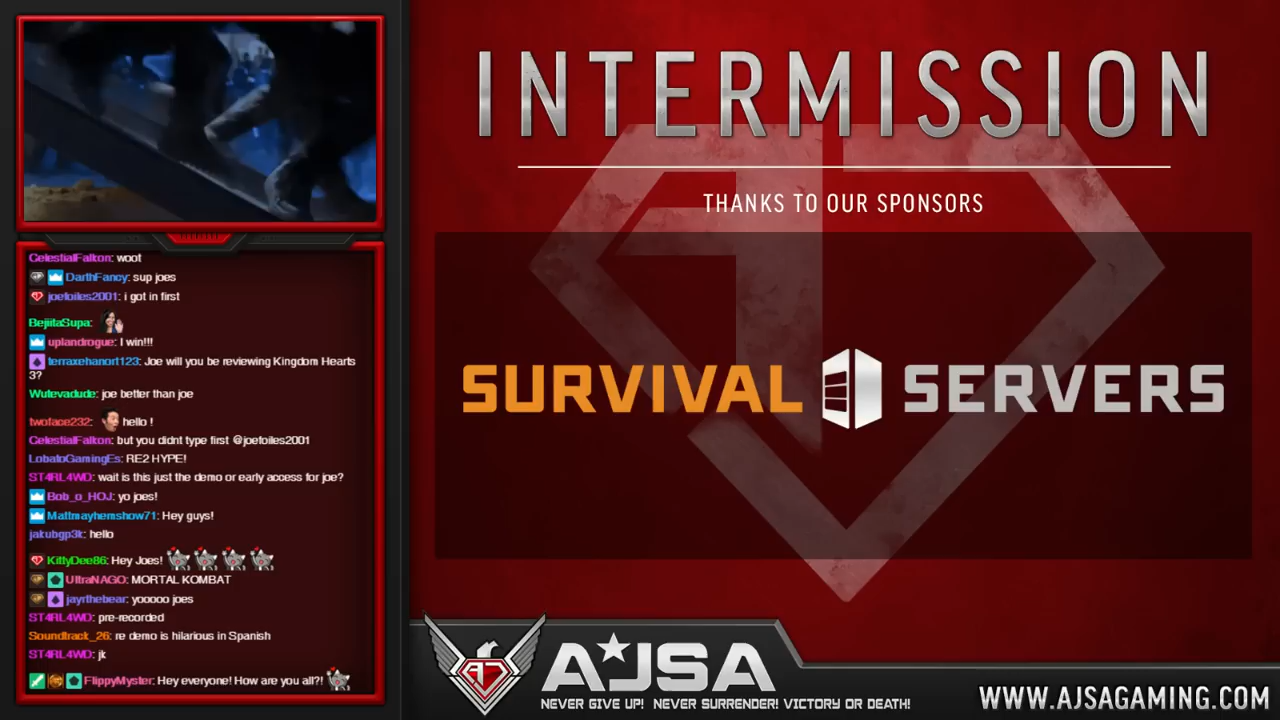 CelestialFalkon: woot
DarthFancy: sup joes
joefoiles2001: i got in first
BejiitaSupa:
uplandrogue: I win!!!
terraxehanort123: Joe will you be reviewing Kingdom Hearts
3?
Wutevadude: joe better than joe
twoface232: hello !
CelestialFalkon: but you didnt type first @joefoiles2001
LobatoGamingEs: RE2 HYPE!
ST4RL4WD: wait is this just the demo or early access for joe?
Bob_o_HOJ: yo joes!
Mattmayhemshow71: Hey guys!
jakubgp3k: hello
KittyDee86: Hey Joes!
UltraNAGO: MORTAL KOMBAT
jayrthebear: yooooo joes
ST4RL4WD: pre-recorded
Soundtrack_26: re demo is hilarious in Spanish
ST4RL4WD: jk
FlippyMyster: Hey everyone! How are you all?!
INTERMISSION
THANKS TO OUR SPONSORS
SURVIVAL SERVERS
A★JSA
NEVER GIVE UP! NEVER SURRENDER! VICTORY OR DEATH!
WWW.AJSAGAMING.COM